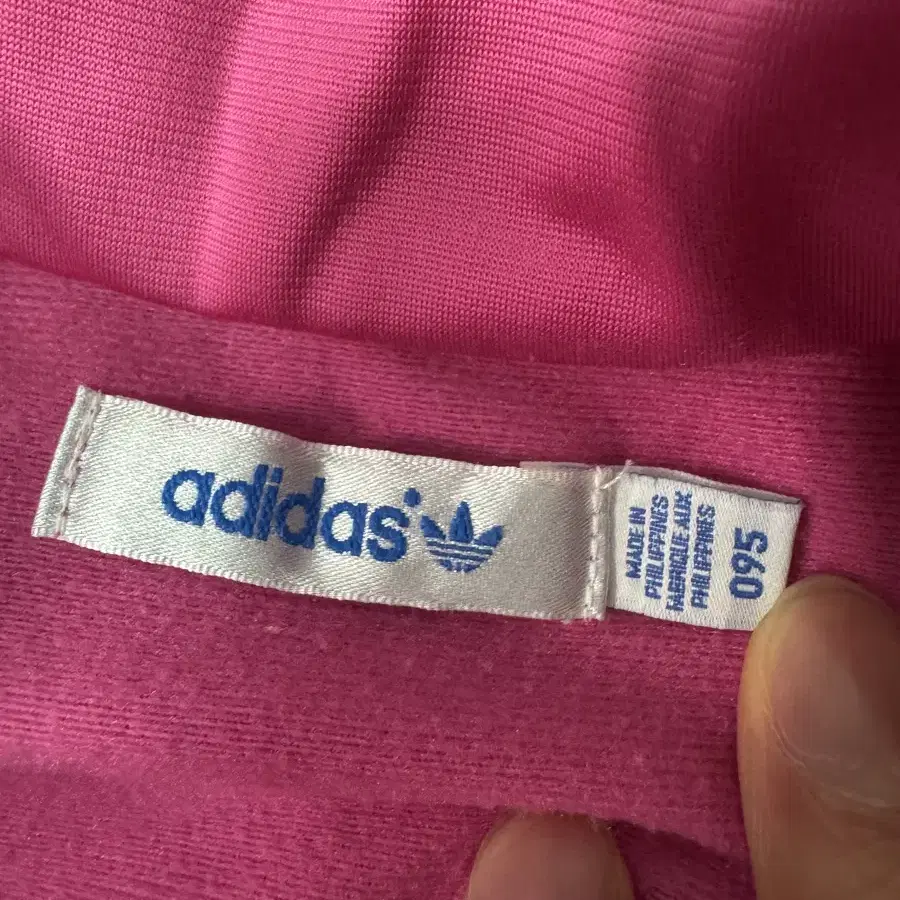 adidas
MADE IN
PHILIPPINES
FABRIQUE AUX
PHILIPPINES
095